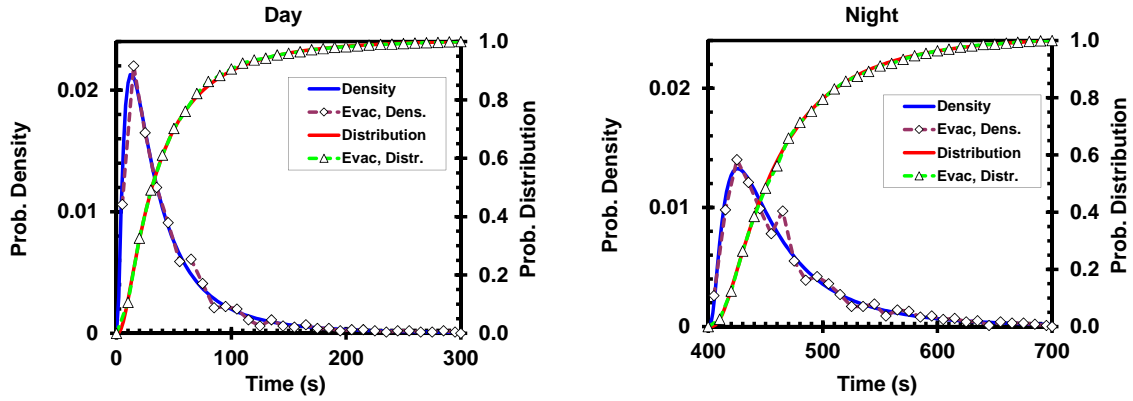 Day
Night
Prob. Density
0.02
0.01
0
1.0
0.8
0.6
0.4
0.2
0.0
Prob. Distribution
Density
Evac, Dens.
Distribution
Evac, Distr.
0 100 200 300
Time (s)
Prob. Density
0.02
0.01
0
1.0
0.8
0.6
0.4
0.2
0.0
Prob. Distribution
Density
Evac, Dens.
Distribution
Evac, Distr.
400 500 600 700
Time (s)